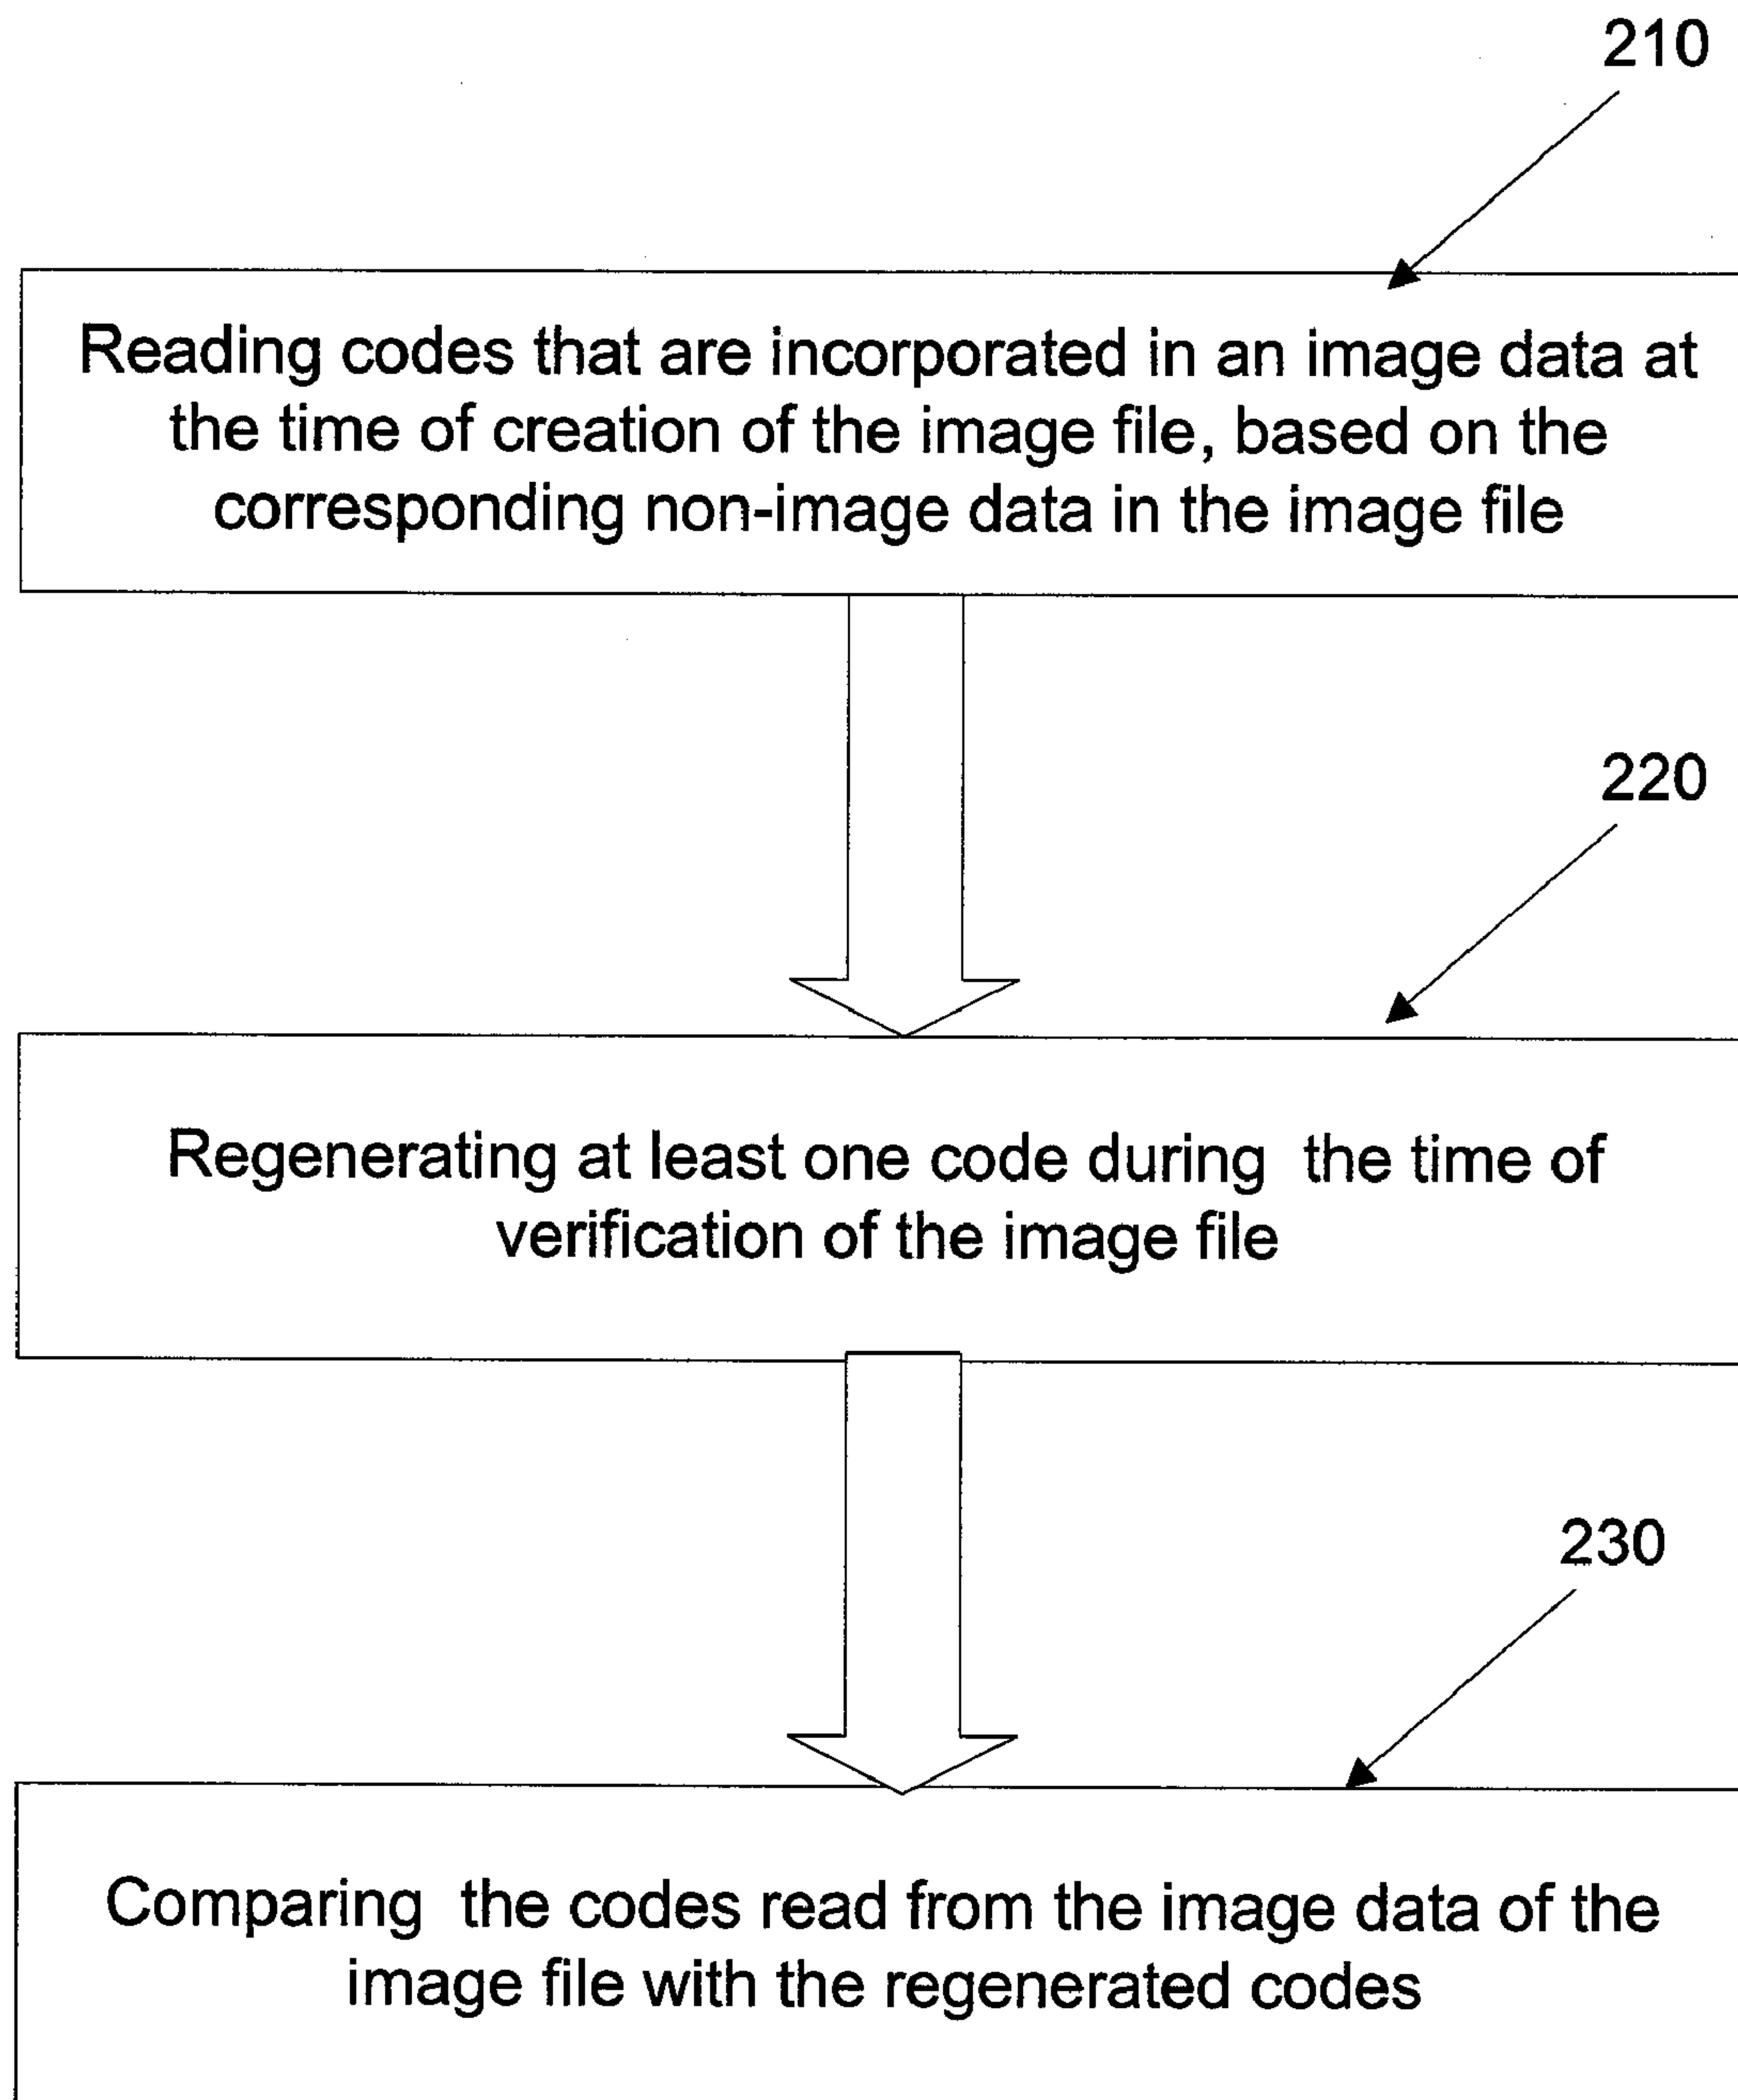 210
Reading codes that are incorporated in an image data at
the time of creation of the image file, based on the
corresponding non-image data in the image file
220
Regenerating at least one code during the time of
verification of the image file
230
Comparing the codes read from the image data of the
image file with the regenerated codes